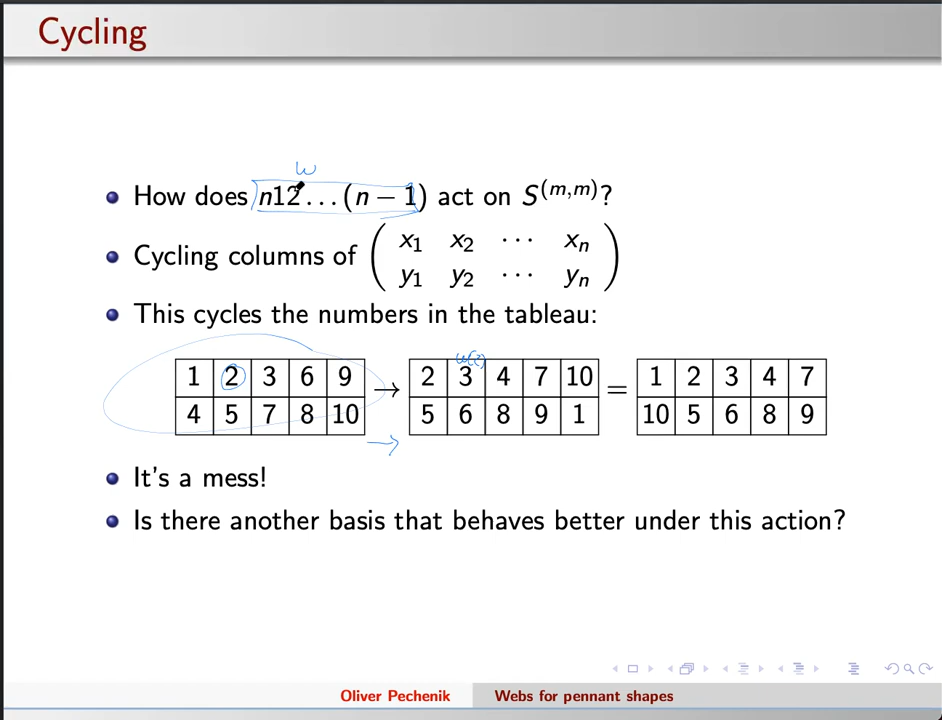 Cycling
w
How does n12...(n − 1) act on S^(m,m)?
Cycling columns of ( x₁ x₂ ⋯ xₙ
y₁ y₂ ⋯ yₙ )
This cycles the numbers in the tableau:
w(2)
1 2 3 6 9 → 2 3 4 7 10 = 1 2 3 4 7
4 5 7 8 10 5 6 8 9 1 10 5 6 8 9
It's a mess!
Is there another basis that behaves better under this action?
Oliver Pechenik Webs for pennant shapes